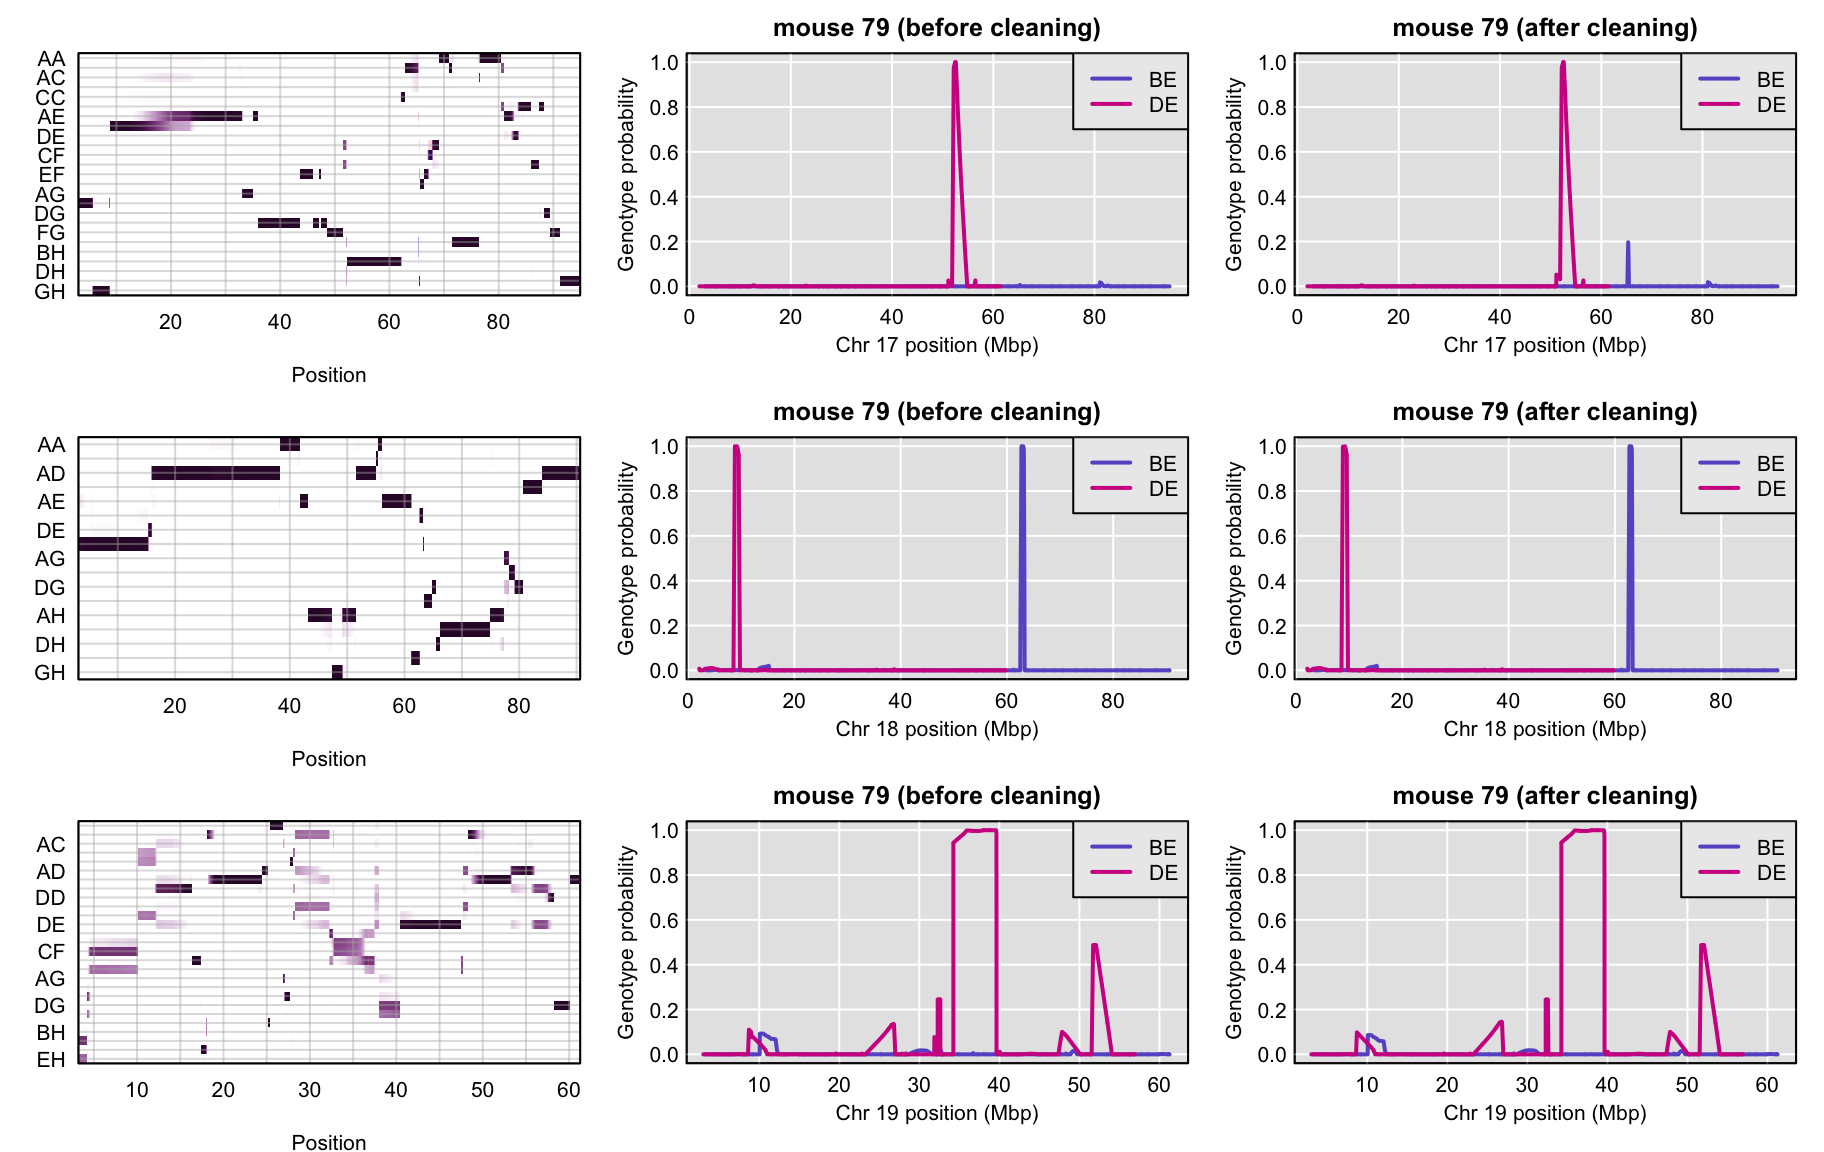 mouse 79 (before cleaning)
mouse 79 (after cleaning)
AA
AC
CC
AE
DE
CF
EF
AG
DG
FG
BH
DH
GH
20 40 60 80
Position
Genotype probability
1.0
0.8
0.6
0.4
0.2
0.0
BE
DE
0 20 40 60 80
Chr 17 position (Mbp)
Genotype probability
1.0
0.8
0.6
0.4
0.2
0.0
BE
DE
0 20 40 60 80
Chr 17 position (Mbp)
mouse 79 (before cleaning)
mouse 79 (after cleaning)
AA
AD
AE
DE
AG
DG
AH
DH
GH
20 40 60 80
Position
Genotype probability
1.0
0.8
0.6
0.4
0.2
0.0
BE
DE
0 20 40 60 80
Chr 18 position (Mbp)
Genotype probability
1.0
0.8
0.6
0.4
0.2
0.0
BE
DE
0 20 40 60 80
Chr 18 position (Mbp)
mouse 79 (before cleaning)
mouse 79 (after cleaning)
AC
AD
DD
DE
CF
AG
DG
BH
EH
10 20 30 40 50 60
Position
Genotype probability
1.0
0.8
0.6
0.4
0.2
0.0
BE
DE
10 20 30 40 50 60
Chr 19 position (Mbp)
Genotype probability
1.0
0.8
0.6
0.4
0.2
0.0
BE
DE
10 20 30 40 50 60
Chr 19 position (Mbp)